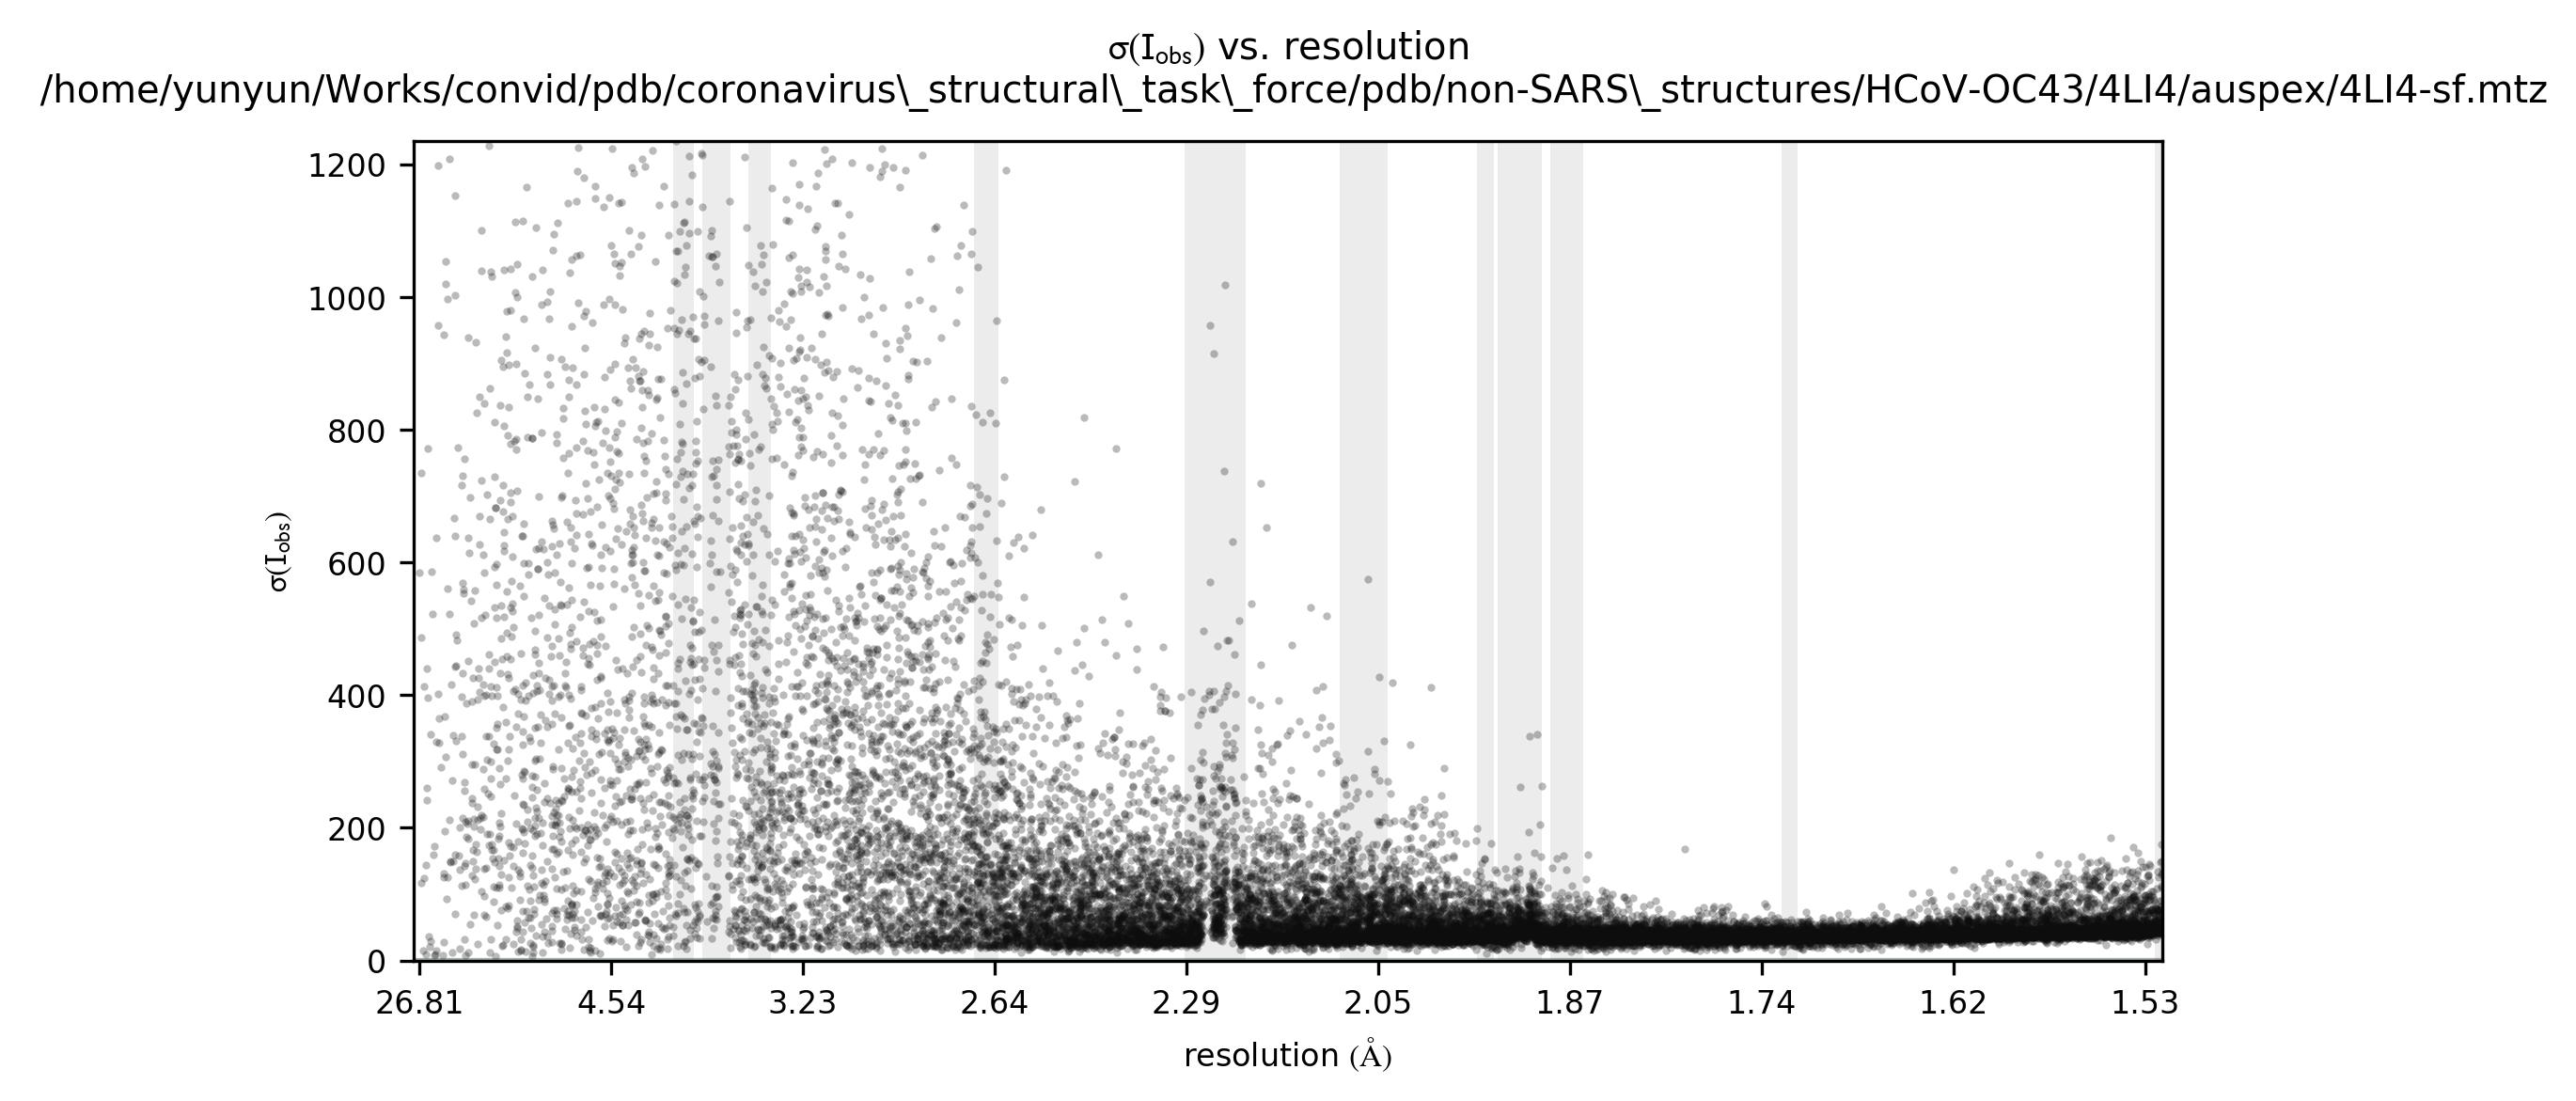 σ(I_obs) vs. resolution
/home/yunyun/Works/convid/pdb/coronavirus\_structural\_task\_force/pdb/non-SARS\_structures/HCoV-OC43/4LI4/auspex/4LI4-sf.mtz
σ(I_obs)
1200
1000
800
600
400
200
0
26.81 4.54 3.23 2.64 2.29 2.05 1.87 1.74 1.62 1.53
resolution (Å)